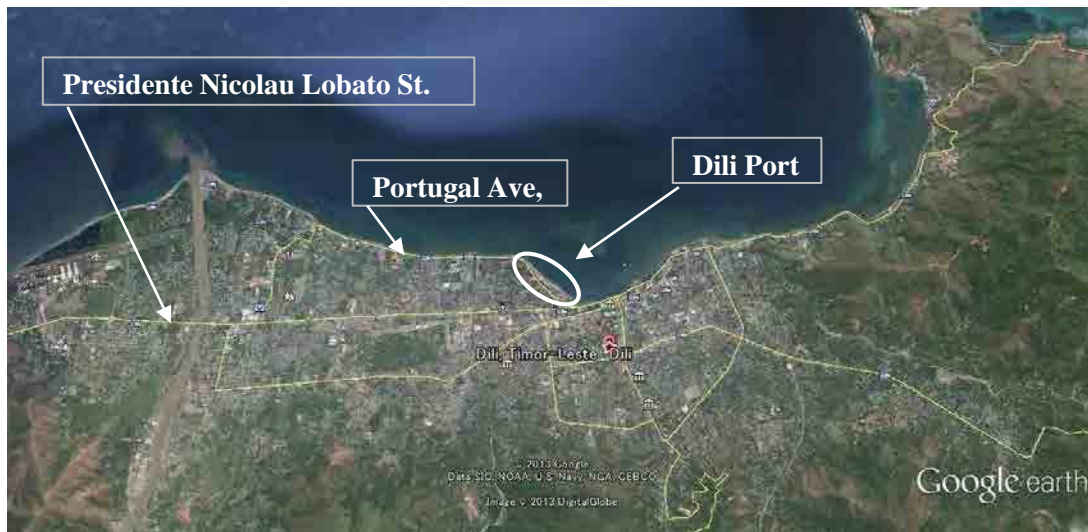 Presidente Nicolau Lobato St.
Dili Port
Portugal Ave,
Dili, Timor-Leste Dili
© 2013 Google
Data SIO, NOAA, U.S. Navy, NGA, GEBCO
Image © 2013 DigitalGlobe
Google earth